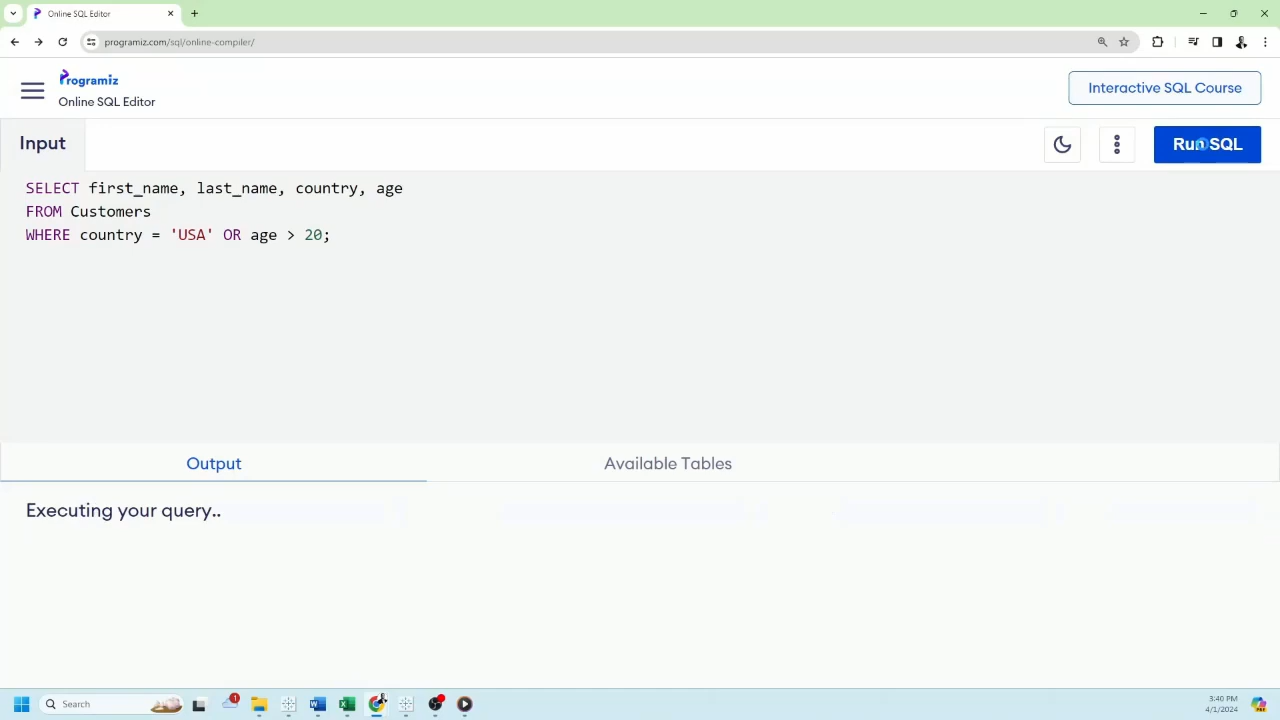 Online SQL Editor
programiz.com/sql/online-compiler/
Programiz
Online SQL Editor
Interactive SQL Course
Input
Run SQL
SELECT first_name, last_name, country, age
FROM Customers
WHERE country = 'USA' OR age > 20;
Output
Available Tables
Executing your query..
Search
1
3:40 PM
4/1/2024